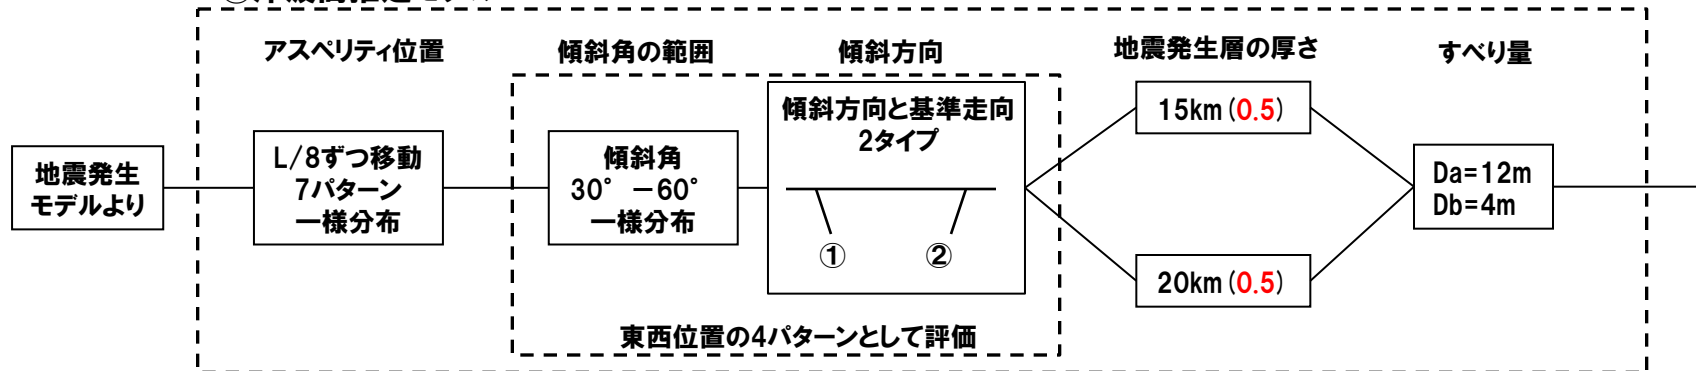 アスペリティ位置
傾斜角の範囲
傾斜方向
地震発生層の厚さ
すべり量
地震発生
モデルより
L/8ずつ移動
7パターン
一様分布
傾斜角
30°－60°
一様分布
傾斜方向と基準走向
2タイプ
①
②
15km(0.5)
20km(0.5)
Da=12m
Db=4m
東西位置の4パターンとして評価